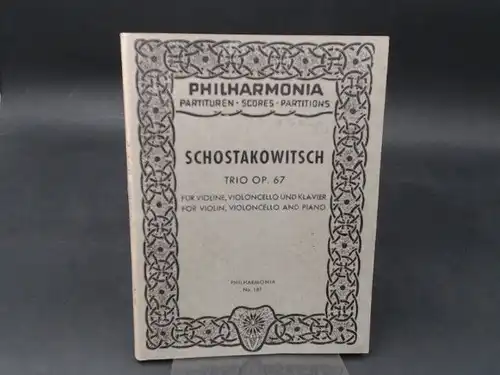 PHILHARMONIA
PARTITUREN · SCORES · PARTITIONS
SCHOSTAKOWITSCH
TRIO OP. 67
FÜR VIOLINE, VIOLONCELLO UND KLAVIER
FOR VIOLIN, VIOLONCELLO AND PIANO
PHILHARMONIA
No.